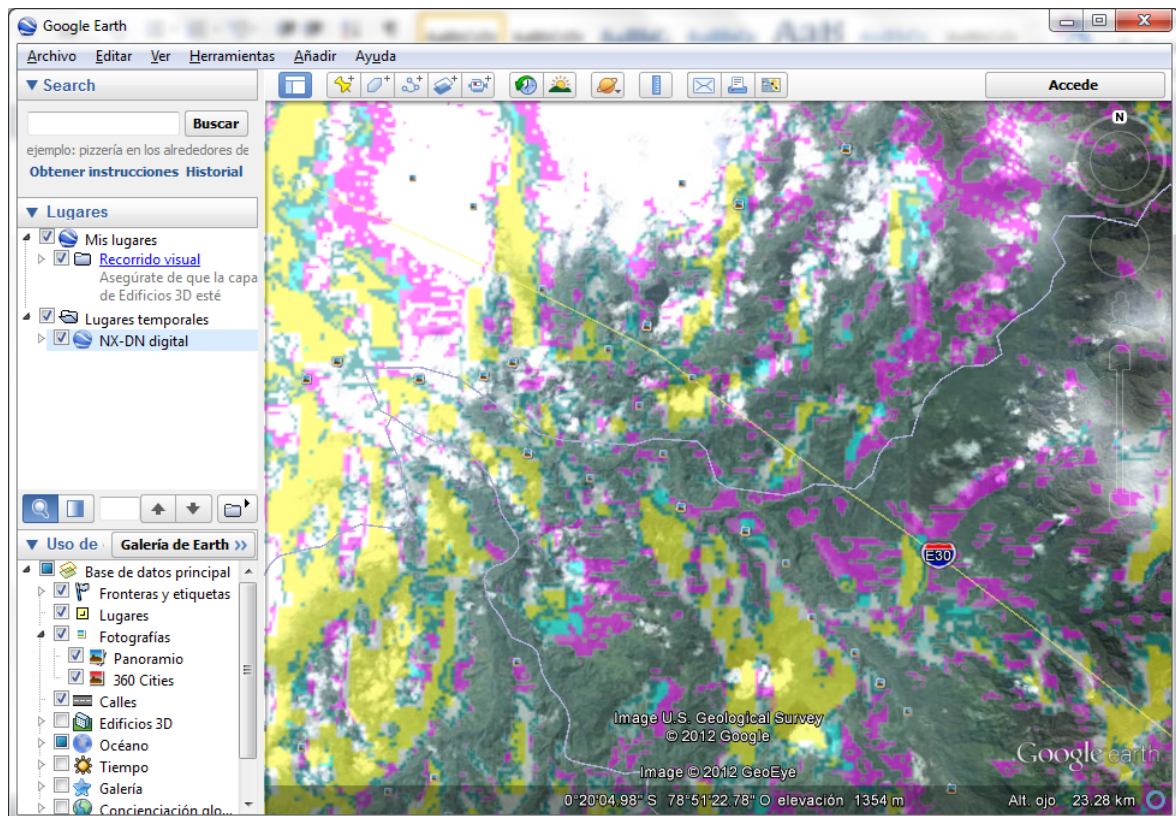 Google Earth
Archivo Editar Ver Herramientas Añadir Ayuda
Search
Buscar
ejemplo: pizzería en los alrededores de
Obtener instrucciones Historial
Lugares
Mis lugares
Recorrido visual
Asegúrate de que la capa
de Edificios 3D esté
Lugares temporales
NX-DN digital
Uso de
Galería de Earth >>
Base de datos principal
Fronteras y etiquetas
Lugares
Fotografías
Panoramio
360 Cities
Calles
Edificios 3D
Océano
Tiempo
Galería
Concienciación glo...
Accede
N
E30
Image U.S. Geological Survey
© 2012 Google
Image © 2012 GeoEye
Google earth
0°20'04.98" S 78°51'22.78" O elevación 1354 m
Alt. ojo 23.28 km